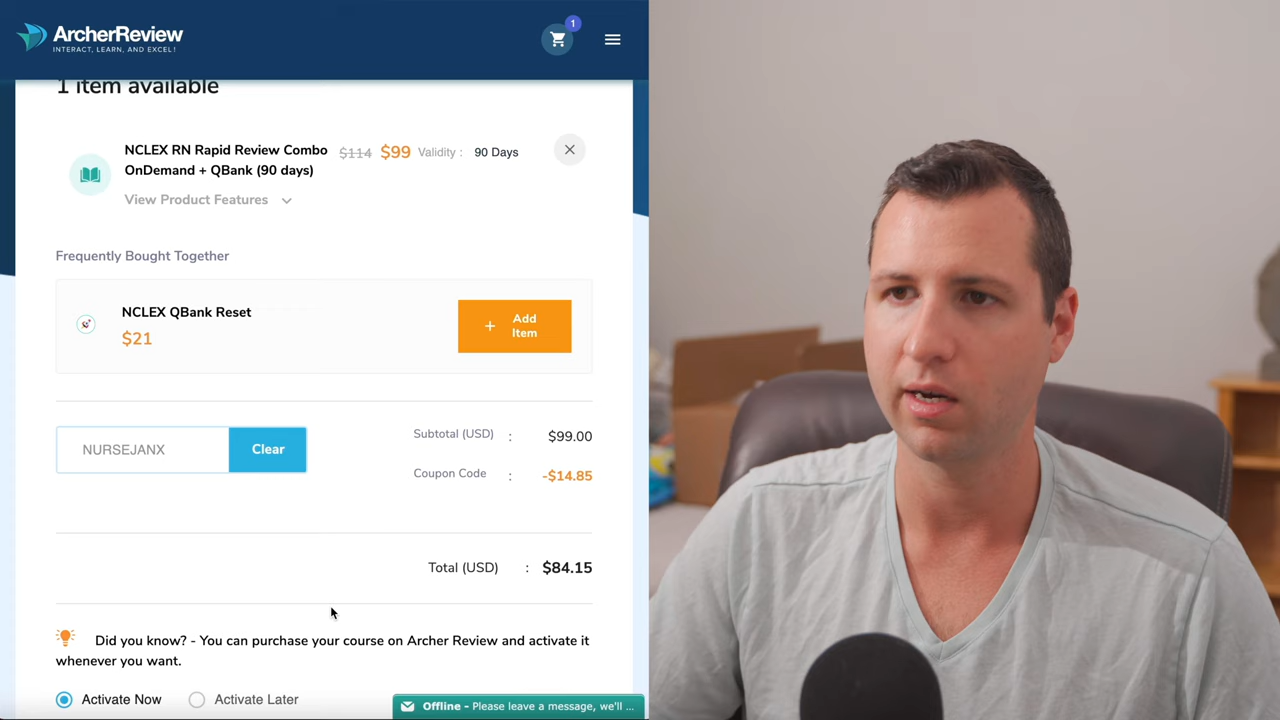 ArcherReview
INTERACT, LEARN, AND EXCEL!
1
1 item available
NCLEX RN Rapid Review Combo
OnDemand + QBank (90 days)
$114 $99 Validity : 90 Days
View Product Features
Frequently Bought Together
NCLEX QBank Reset
$21
+ Add
Item
NURSEJANX Clear
Subtotal (USD) : $99.00
Coupon Code : -$14.85
Total (USD) : $84.15
Did you know? - You can purchase your course on Archer Review and activate it
whenever you want.
Activate Now Activate Later
Offline - Please leave a message, we'll ...